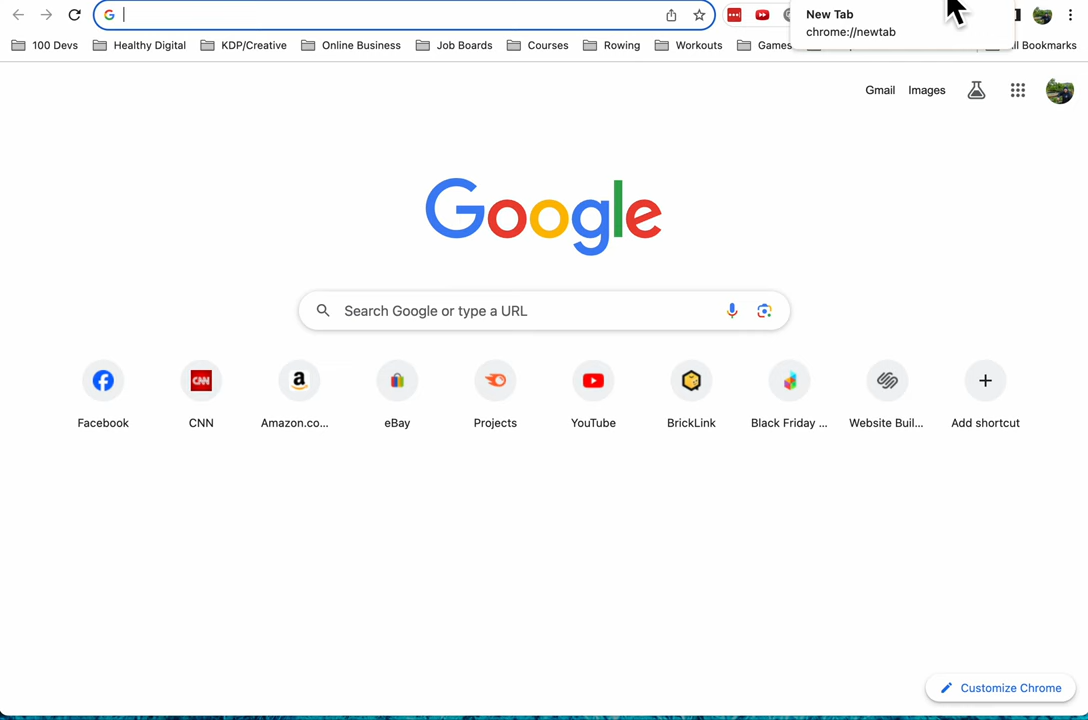 New Tab
chrome://newtab
100 Devs
Healthy Digital
KDP/Creative
Online Business
Job Boards
Courses
Rowing
Workouts
Games
ll Bookmarks
Gmail
Images
Google
Search Google or type a URL
Facebook
CNN
Amazon.co...
eBay
Projects
YouTube
BrickLink
Black Friday ...
Website Buil...
Add shortcut
Customize Chrome